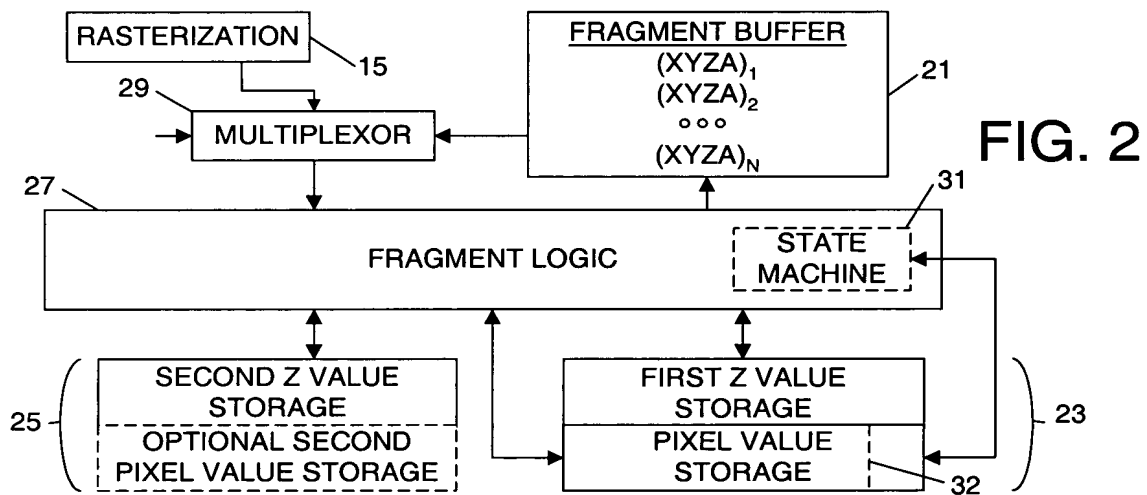 RASTERIZATION
15
29
MULTIPLEXOR
FRAGMENT BUFFER
(XYZA)1
(XYZA)2
(XYZA)N
21
FIG. 2
27
31
FRAGMENT LOGIC
STATE
MACHINE
25
SECOND Z VALUE
STORAGE
OPTIONAL SECOND
PIXEL VALUE STORAGE
FIRST Z VALUE
STORAGE
PIXEL VALUE
STORAGE
32
23